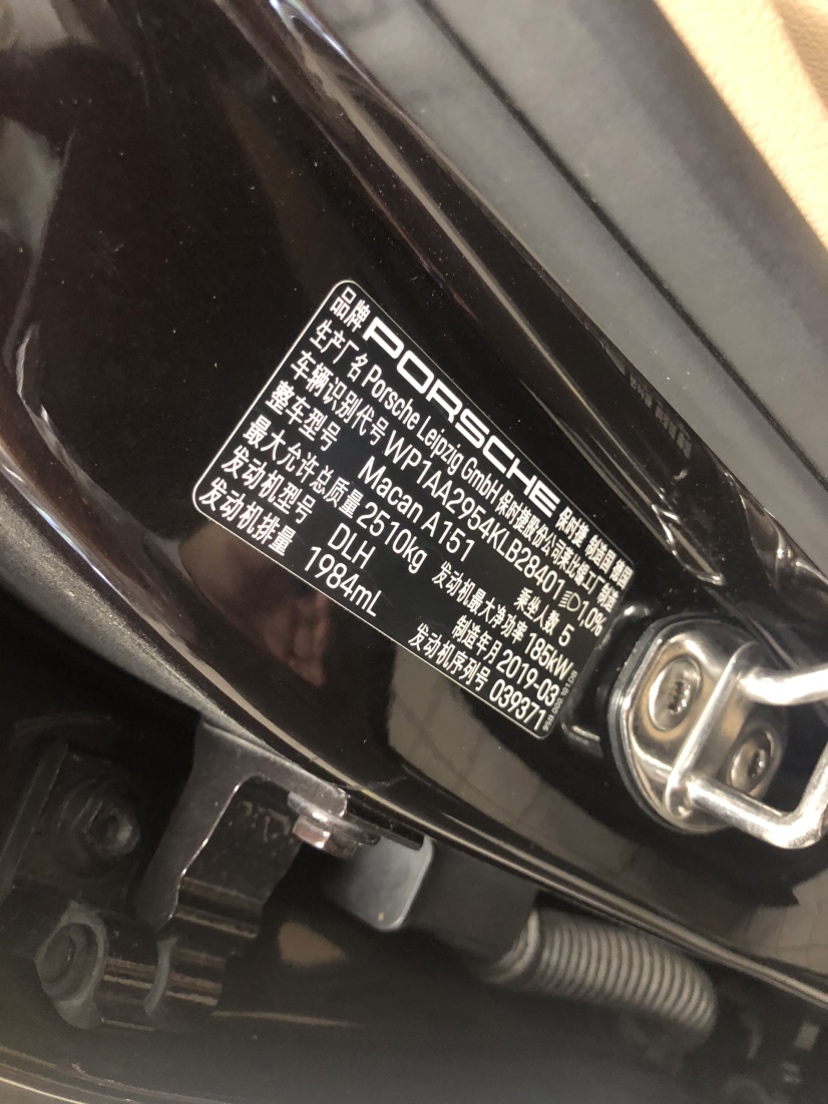 品牌 PORSCHE 保时捷 制造国 德国
生产厂名 Porsche Leipzig GmbH 保时捷股份公司莱比锡工厂制造
车辆识别代号 WP1AA2954KLB28401 1,0%
整车型号 Macan A151 乘坐人数 5
最大允许总质量 2510kg 发动机最大净功率 185kW
发动机型号 DLH 制造年月 2019-03
发动机排量 1984mL 发动机序列号 039371